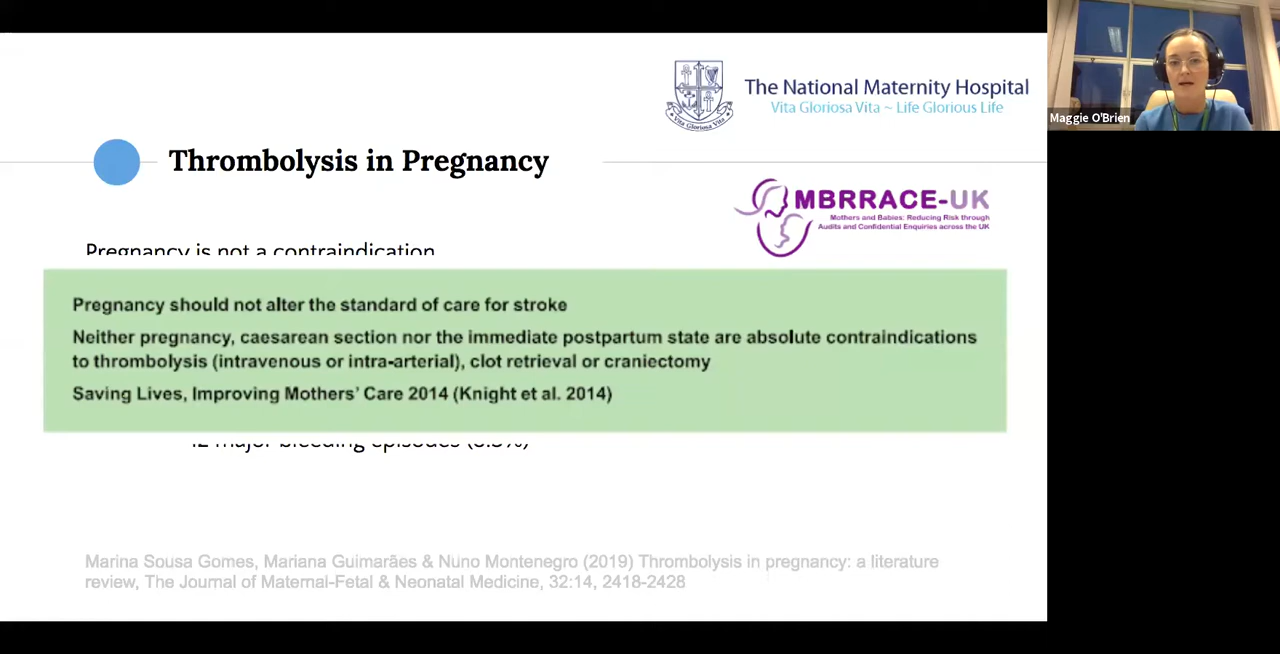 The National Maternity Hospital
Vita Gloriosa Vita ~ Life Glorious Life
Maggie O'Brien
Thrombolysis in Pregnancy
MBRRACE-UK
Mothers and Babies: Reducing Risk through
Audits and Confidential Enquiries across the UK
Pregnancy is not a contraindication
Pregnancy should not alter the standard of care for stroke
Neither pregnancy, caesarean section nor the immediate postpartum state are absolute contraindications
to thrombolysis (intravenous or intra-arterial), clot retrieval or craniectomy
Saving Lives, Improving Mothers' Care 2014 (Knight et al. 2014)
12 major bleeding episodes
Marina Sousa Gomes, Mariana Guimarães & Nuno Montenegro (2019) Thrombolysis in pregnancy: a literature
review, The Journal of Maternal-Fetal & Neonatal Medicine, 32:14, 2418-2428